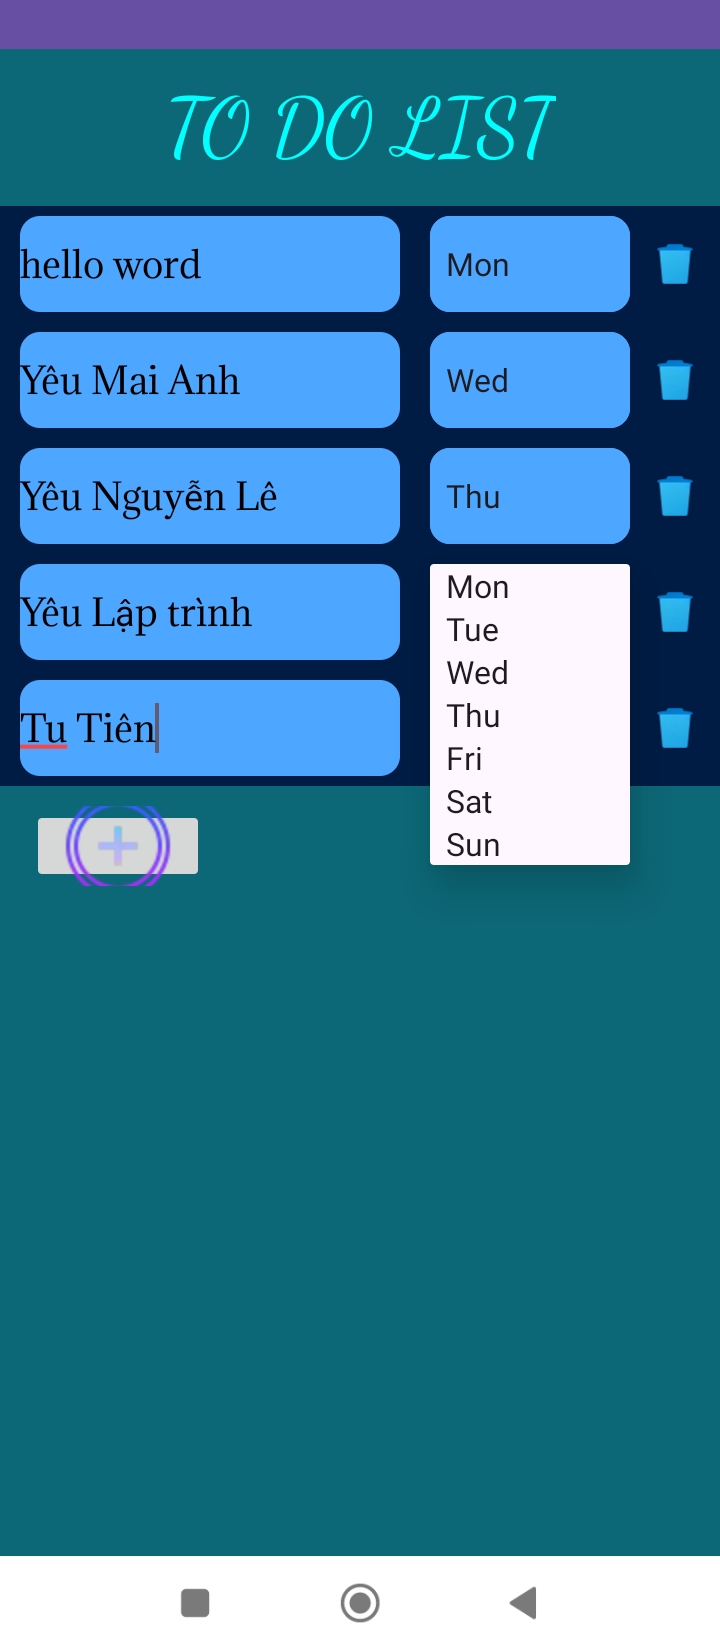 TO DO LIST
hello word
Mon
Yêu Mai Anh
Wed
Yêu Nguyễn Lê
Thu
Yêu Lập trình
Tu Tiên
Mon
Tue
Wed
Thu
Fri
Sat
Sun